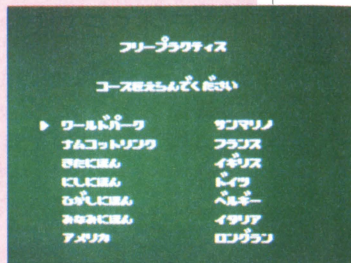 フリープラクティス
コースをえらんでください
▶ ワールドパーク サンマリノ
ナムコットリンク フランス
きたにほん イギリス
にしにほん ドイツ
ひがしにほん ベルギー
みなみにほん イタリア
アメリカ ロングラン